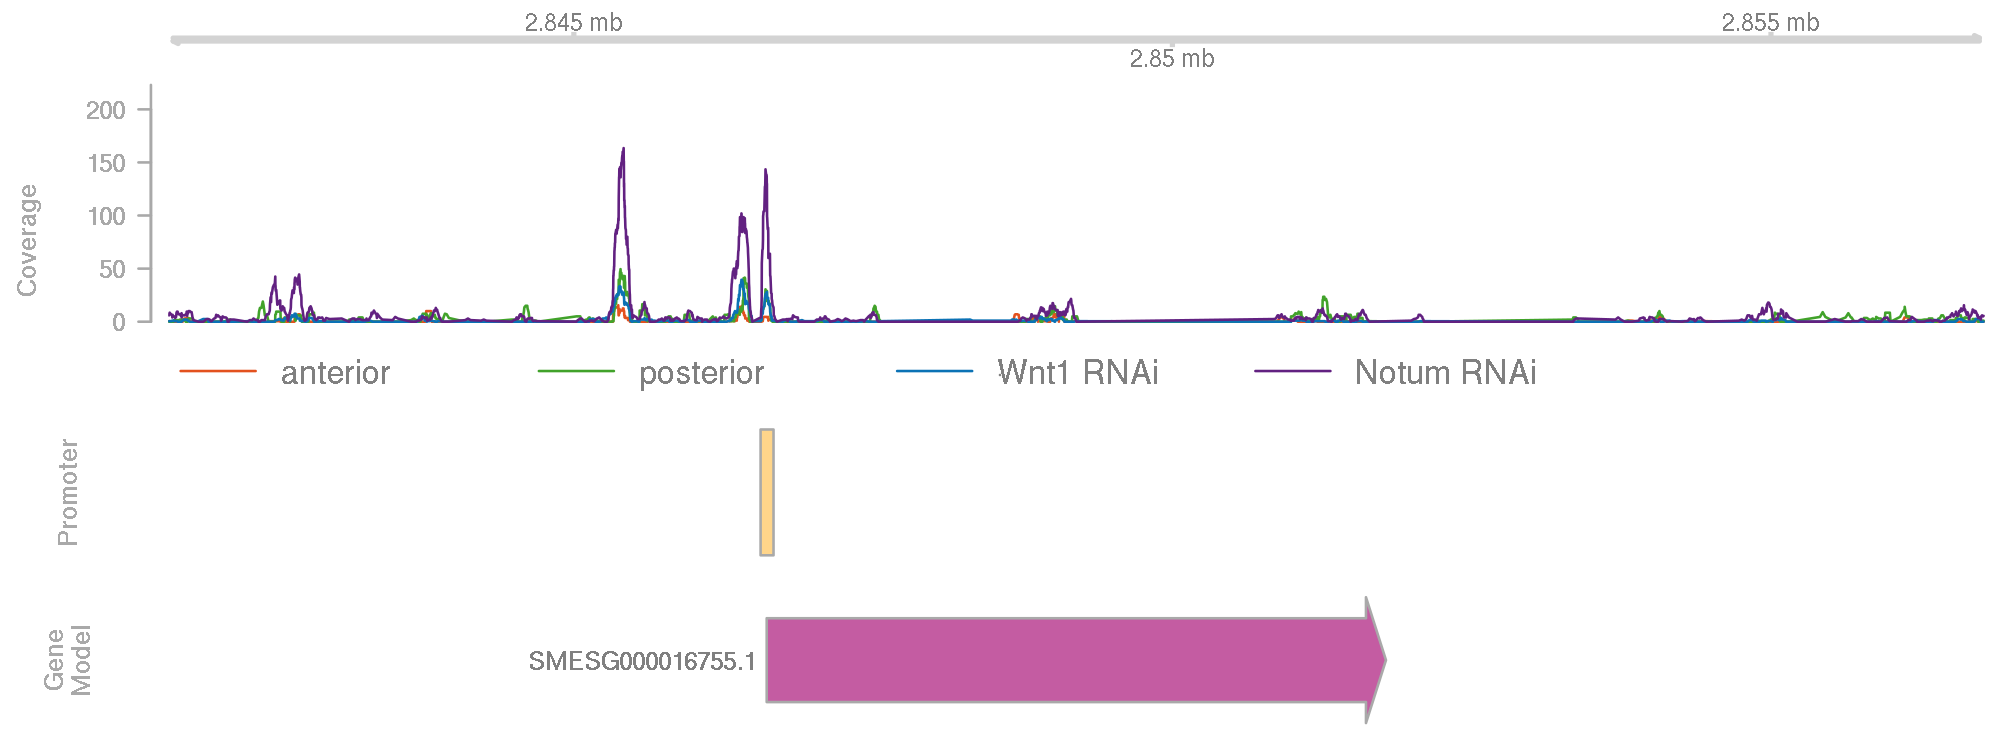 2.845 mb
2.855 mb
2.85 mb
Coverage
200
150
100
50
0
anterior posterior Wnt1 RNAi Notum RNAi
Promoter
Gene
Model
SMESG000016755.1